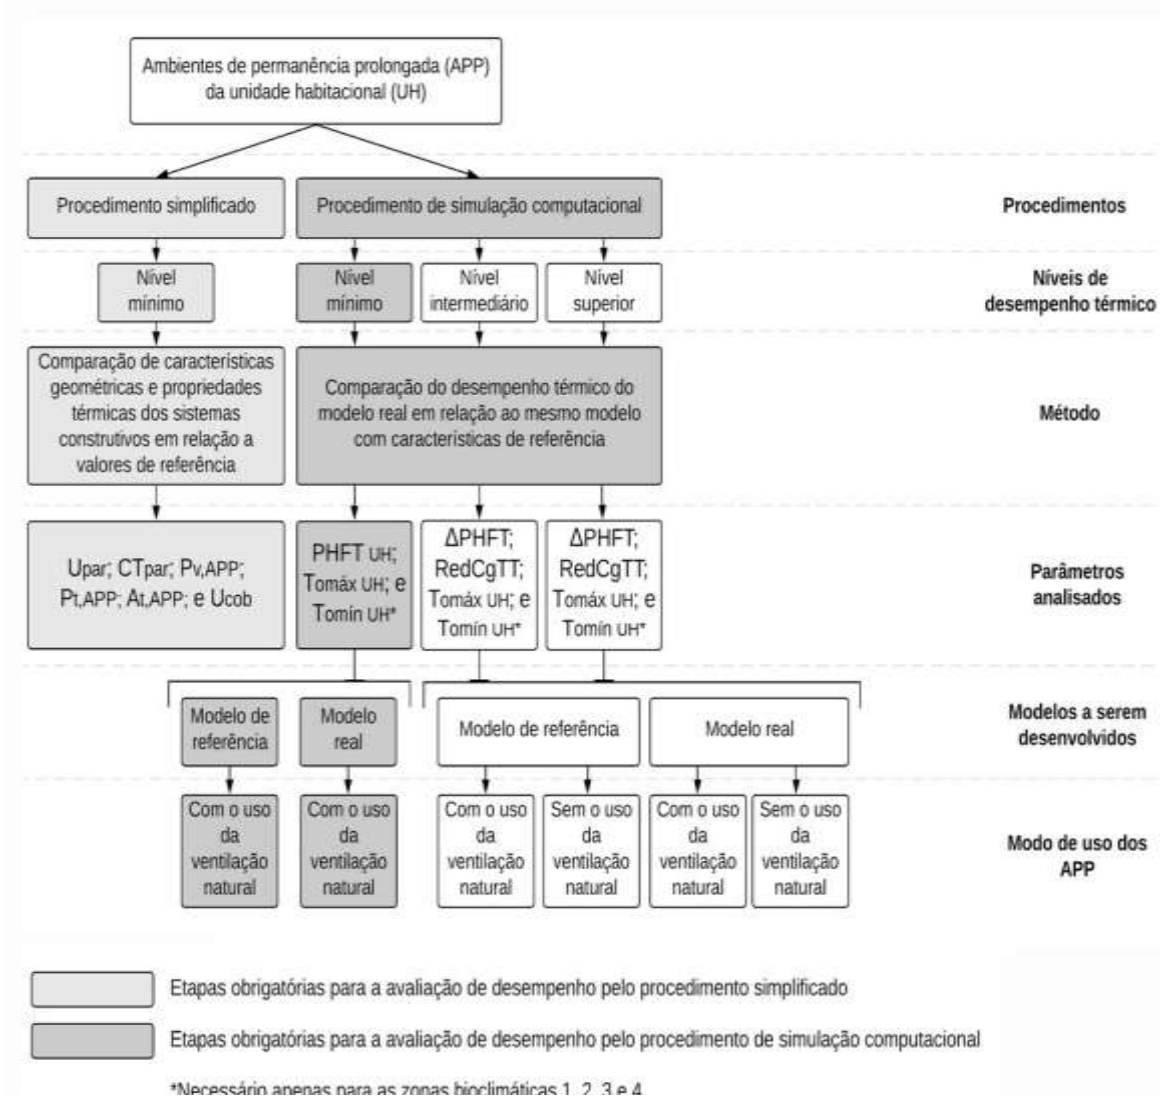 Ambientes de permanência prolongada (APP)
da unidade habitacional (UH)
Procedimento simplificado
Procedimento de simulação computacional
Procedimentos
Nível
mínimo
Nível
mínimo
Nível
intermediário
Nível
superior
Níveis de
desempenho térmico
Comparação de características
geométricas e propriedades
térmicas dos sistemas
construtivos em relação a
valores de referência
Comparação do desempenho térmico do
modelo real em relação ao mesmo modelo
com características de referência
Método
Upar; CTpar; Pv,APP;
Pt,APP; At,APP; e Ucob
PHFT UH;
Tomáx UH; e
Tomín UH*
ΔPHFT;
RedCgTT;
Tomáx UH; e
Tomín UH*
ΔPHFT;
RedCgTT;
Tomáx UH; e
Tomín UH*
Parâmetros
analisados
Modelo de
referência
Modelo
real
Modelo de referência
Modelo real
Modelos a serem
desenvolvidos
Com o uso
da
ventilação
natural
Com o uso
da
ventilação
natural
Com o uso
da
ventilação
natural
Sem o uso
da
ventilação
natural
Com o uso
da
ventilação
natural
Sem o uso
da
ventilação
natural
Modo de uso dos
APP
Etapas obrigatórias para a avaliação de desempenho pelo procedimento simplificado
Etapas obrigatórias para a avaliação de desempenho pelo procedimento de simulação computacional
*Necessário apenas para as zonas bioclimáticas 1, 2, 3 e 4